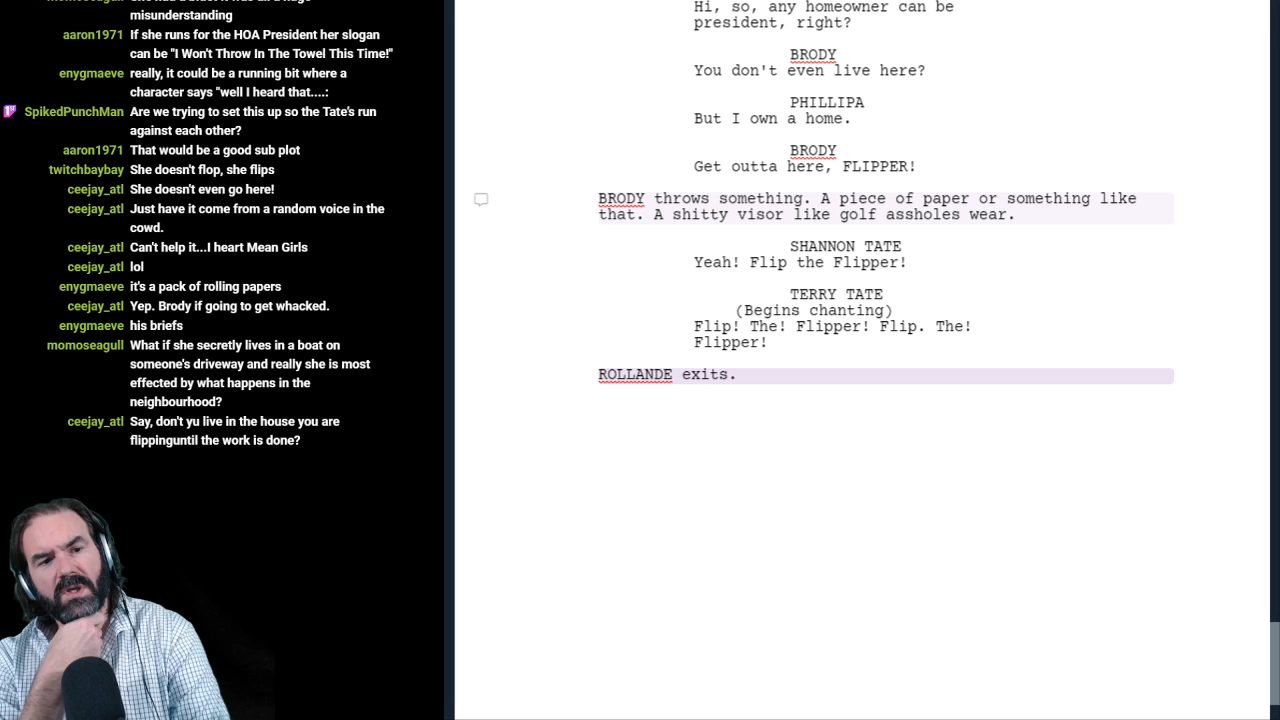 misunderstanding
aaron1971 If she runs for the HOA President her slogan
can be "I Won't Throw In The Towel This Time!"
enygmaeve really, it could be a running bit where a
character says "well I heard that....:
SpikedPunchMan Are we trying to set this up so the Tate's run
against each other?
aaron1971 That would be a good sub plot
twitchbaybay She doesn't flop, she flips
ceejay_atl She doesn't even go here!
ceejay_atl Just have it come from a random voice in the
cowd.
ceejay_atl Can't help it...I heart Mean Girls
ceejay_atl lol
enygmaeve it's a pack of rolling papers
ceejay_atl Yep. Brody if going to get whacked.
enygmaeve his briefs
momoseagull What if she secretly lives in a boat on
someone's driveway and really she is most
effected by what happens in the
neighbourhood?
ceejay_atl Say, don't yu live in the house you are
flippinguntil the work is done?
Hi, so, any homeowner can be
president, right?
BRODY
You don't even live here?
PHILLIPA
But I own a home.
BRODY
Get outta here, FLIPPER!
BRODY throws something. A piece of paper or something like
that. A shitty visor like golf assholes wear.
SHANNON TATE
Yeah! Flip the Flipper!
TERRY TATE
(Begins chanting)
Flip! The! Flipper! Flip. The!
Flipper!
ROLLANDE exits.